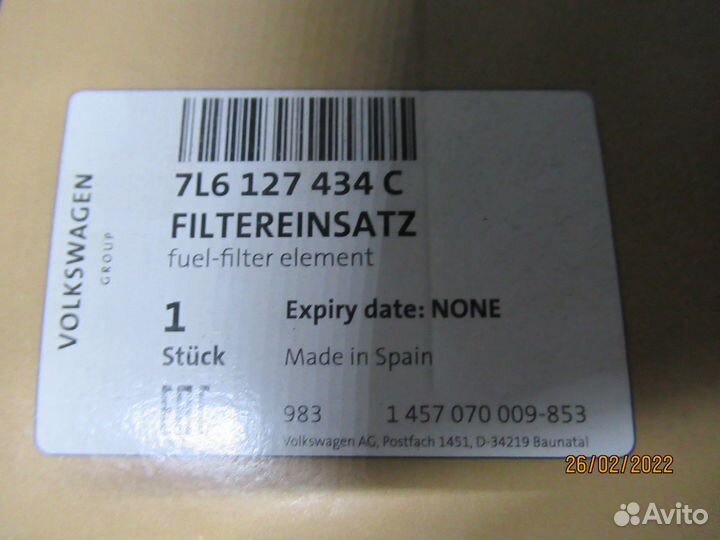 VOLKSWAGEN
GROUP
7L6 127 434 C
FILTEREINSATZ
fuel-filter element
1
Stück
Expiry date: NONE
Made in Spain
EAC
983 1 457 070 009-853
Volkswagen AG, Postfach 1451, D-34219 Baunatal
26/02/2022
Avito